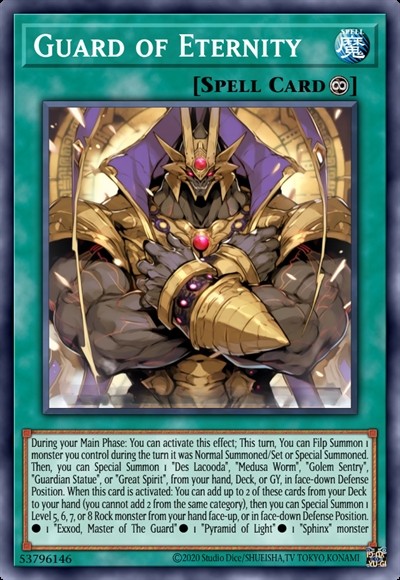 GUARD OF ETERNITY
SPELL
魔
[SPELL CARD∞]
During your Main Phase: You can activate this effect; This turn, You can Filp Summon 1
monster you control during the turn it was Normal Summoned/Set or Special Summoned.
Then, you can Special Summon 1 "Des Lacooda", "Medusa Worm", "Golem Sentry",
"Guardian Statue", or "Great Spirit", from your hand, Deck, or GY, in face-down Defense
Position. When this card is activated: You can add up to 2 of these cards from your Deck
to your hand (you cannot add 2 from the same category), then you can Special Summon 1
Level 5, 6, 7, or 8 Rock monster from your hand face-up, or in face-down Defense Position.
● 1 "Exxod, Master of The Guard"● 1 "Pyramid of Light"● 1 "Sphinx" monster
53796146
©2020 Studio Dice/SHUEISHA,TV TOKYO,KONAMI